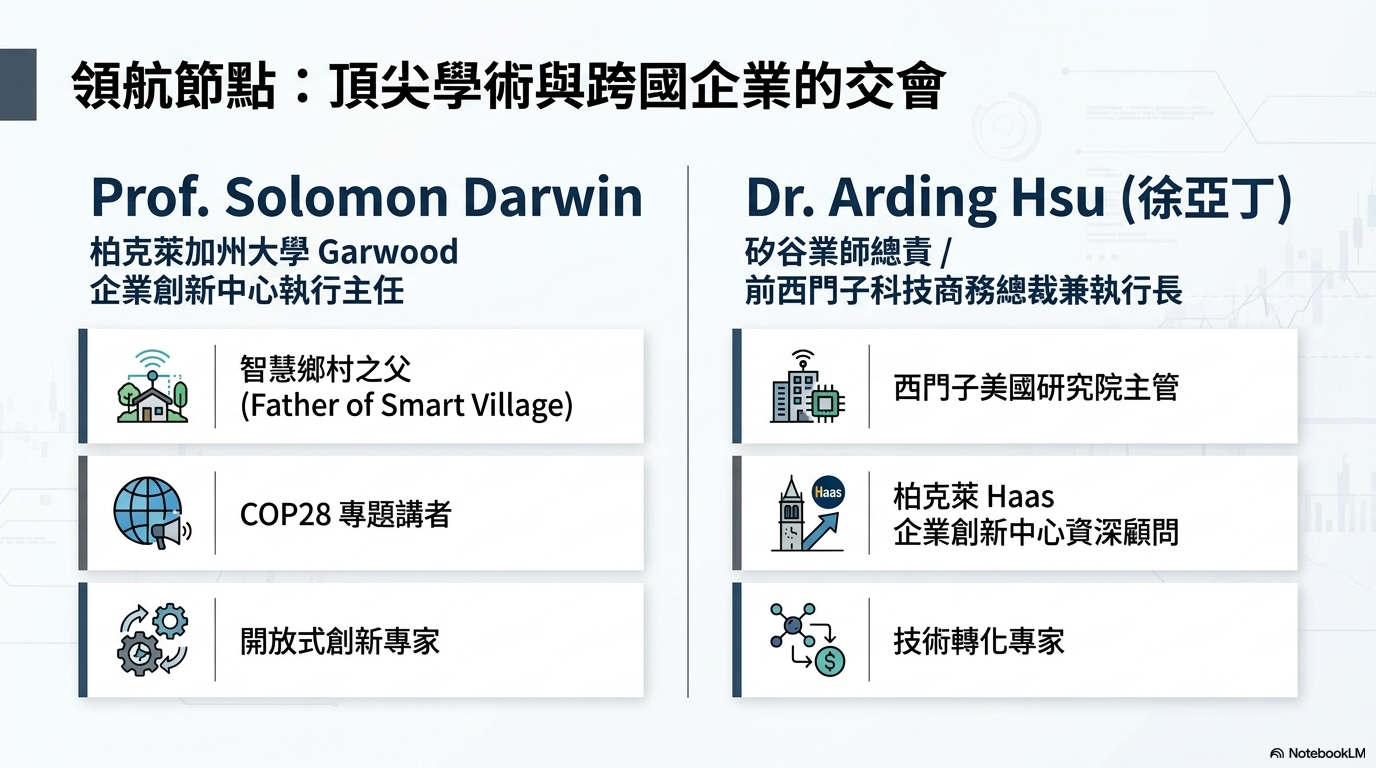 領航節點：頂尖學術與跨國企業的交會
Prof. Solomon Darwin
柏克萊加州大學 Garwood
企業創新中心執行主任
智慧鄉村之父
(Father of Smart Village)
COP28 專題講者
開放式創新專家
Dr. Arding Hsu (徐亞丁)
矽谷業師總責 /
前西門子科技商務總裁兼執行長
西門子美國研究院主管
Haas
柏克萊 Haas
企業創新中心資深顧問
技術轉化專家
NotebookLM